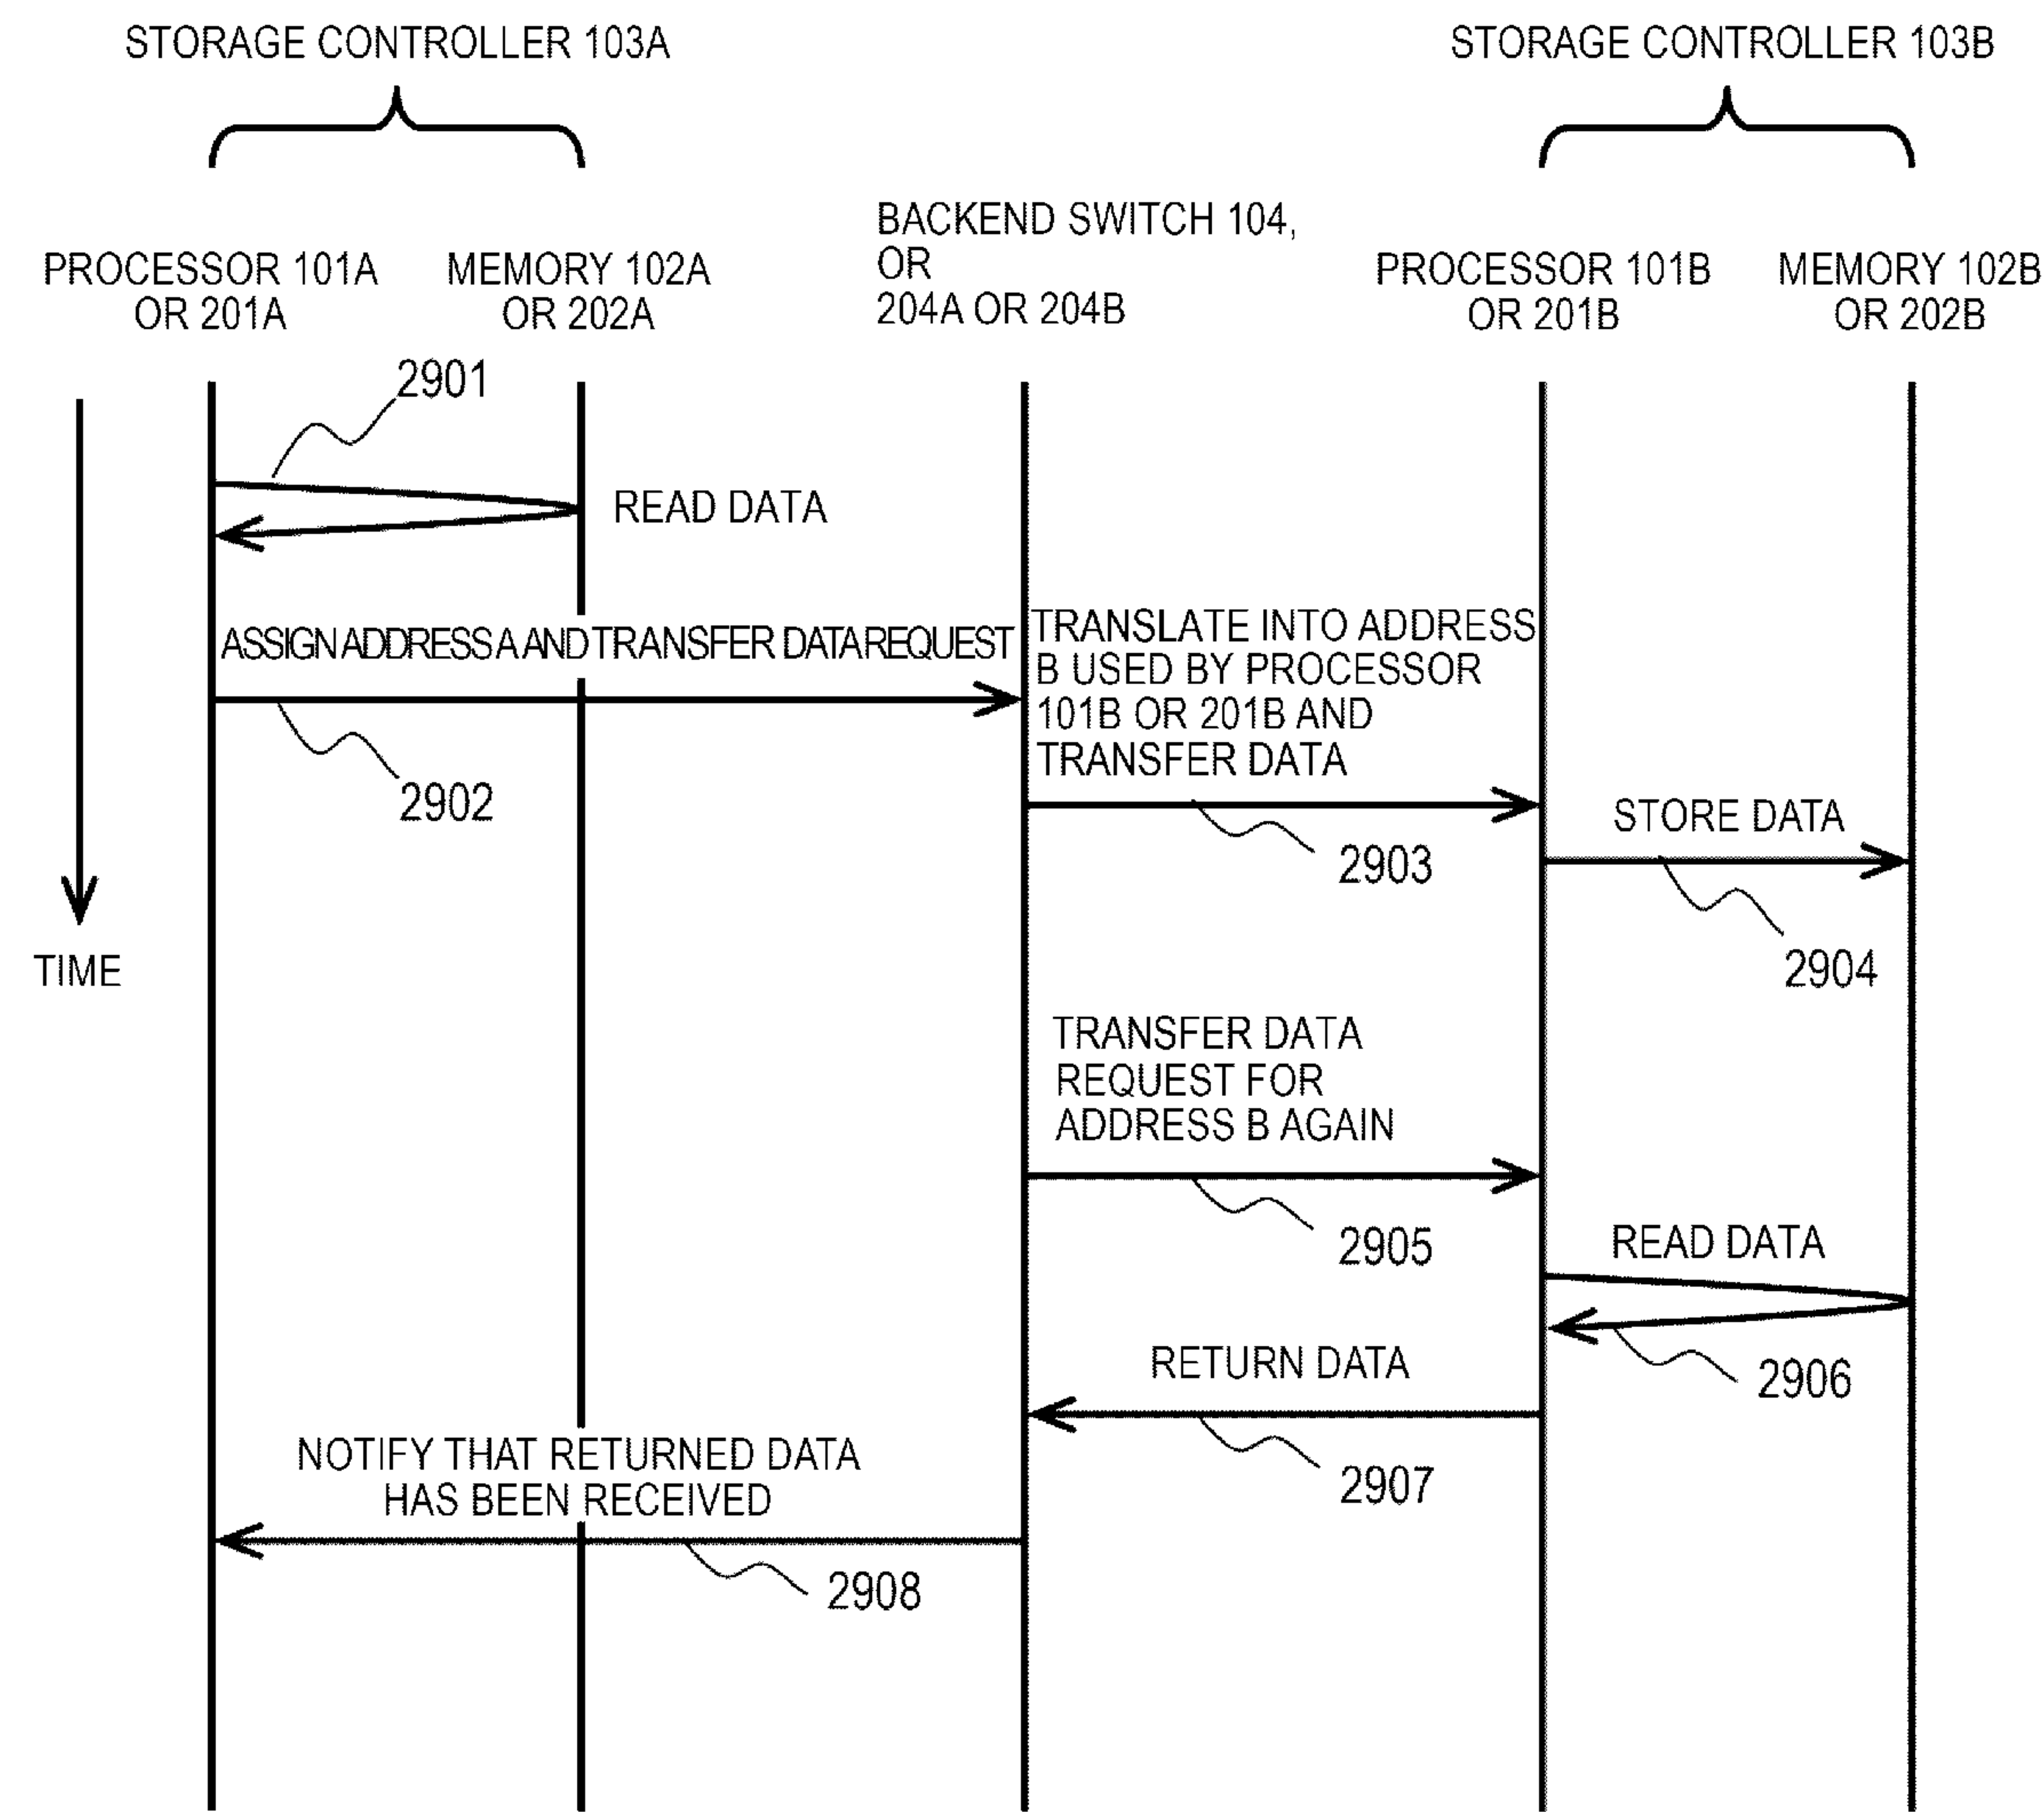 STORAGE CONTROLLER 103A
STORAGE CONTROLLER 103B
PROCESSOR 101A
OR 201A
MEMORY 102A
OR 202A
BACKEND SWITCH 104,
OR
204A OR 204B
PROCESSOR 101B
OR 201B
MEMORY 102B
OR 202B
2901
READ DATA
ASSIGN ADDRESS A AND TRANSFER DATA REQUEST
2902
TRANSLATE INTO ADDRESS
B USED BY PROCESSOR
101B OR 201B AND
TRANSFER DATA
2903
STORE DATA
2904
TIME
TRANSFER DATA
REQUEST FOR
ADDRESS B AGAIN
2905
READ DATA
2906
RETURN DATA
2907
NOTIFY THAT RETURNED DATA
HAS BEEN RECEIVED
2908